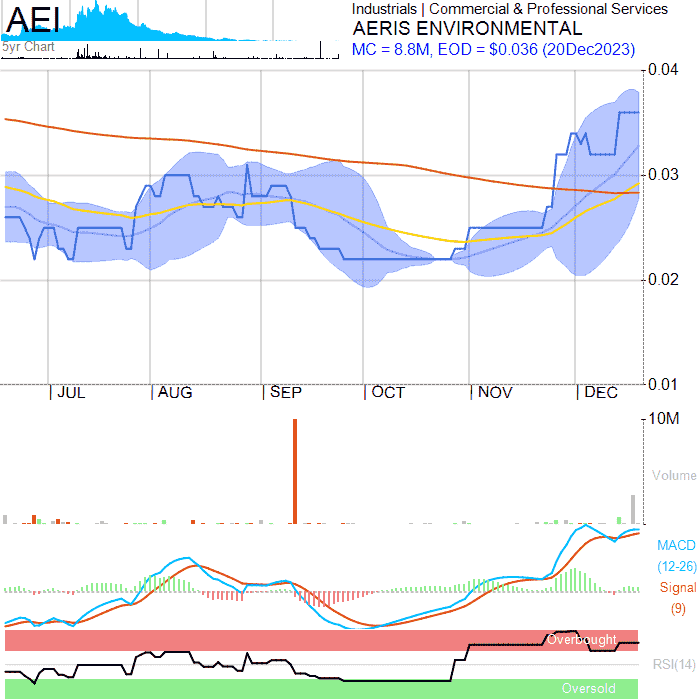 AEI
5yr Chart
Industrials | Commercial & Professional Services
AERIS ENVIRONMENTAL
MC = 8.8M, EOD = $0.036 (20Dec2023)
0.04
0.03
0.02
0.01
JUL AUG SEP OCT NOV DEC
10M
Volume
MACD
(12-26)
Signal
(9)
Overbought
RSI(14)
Oversold